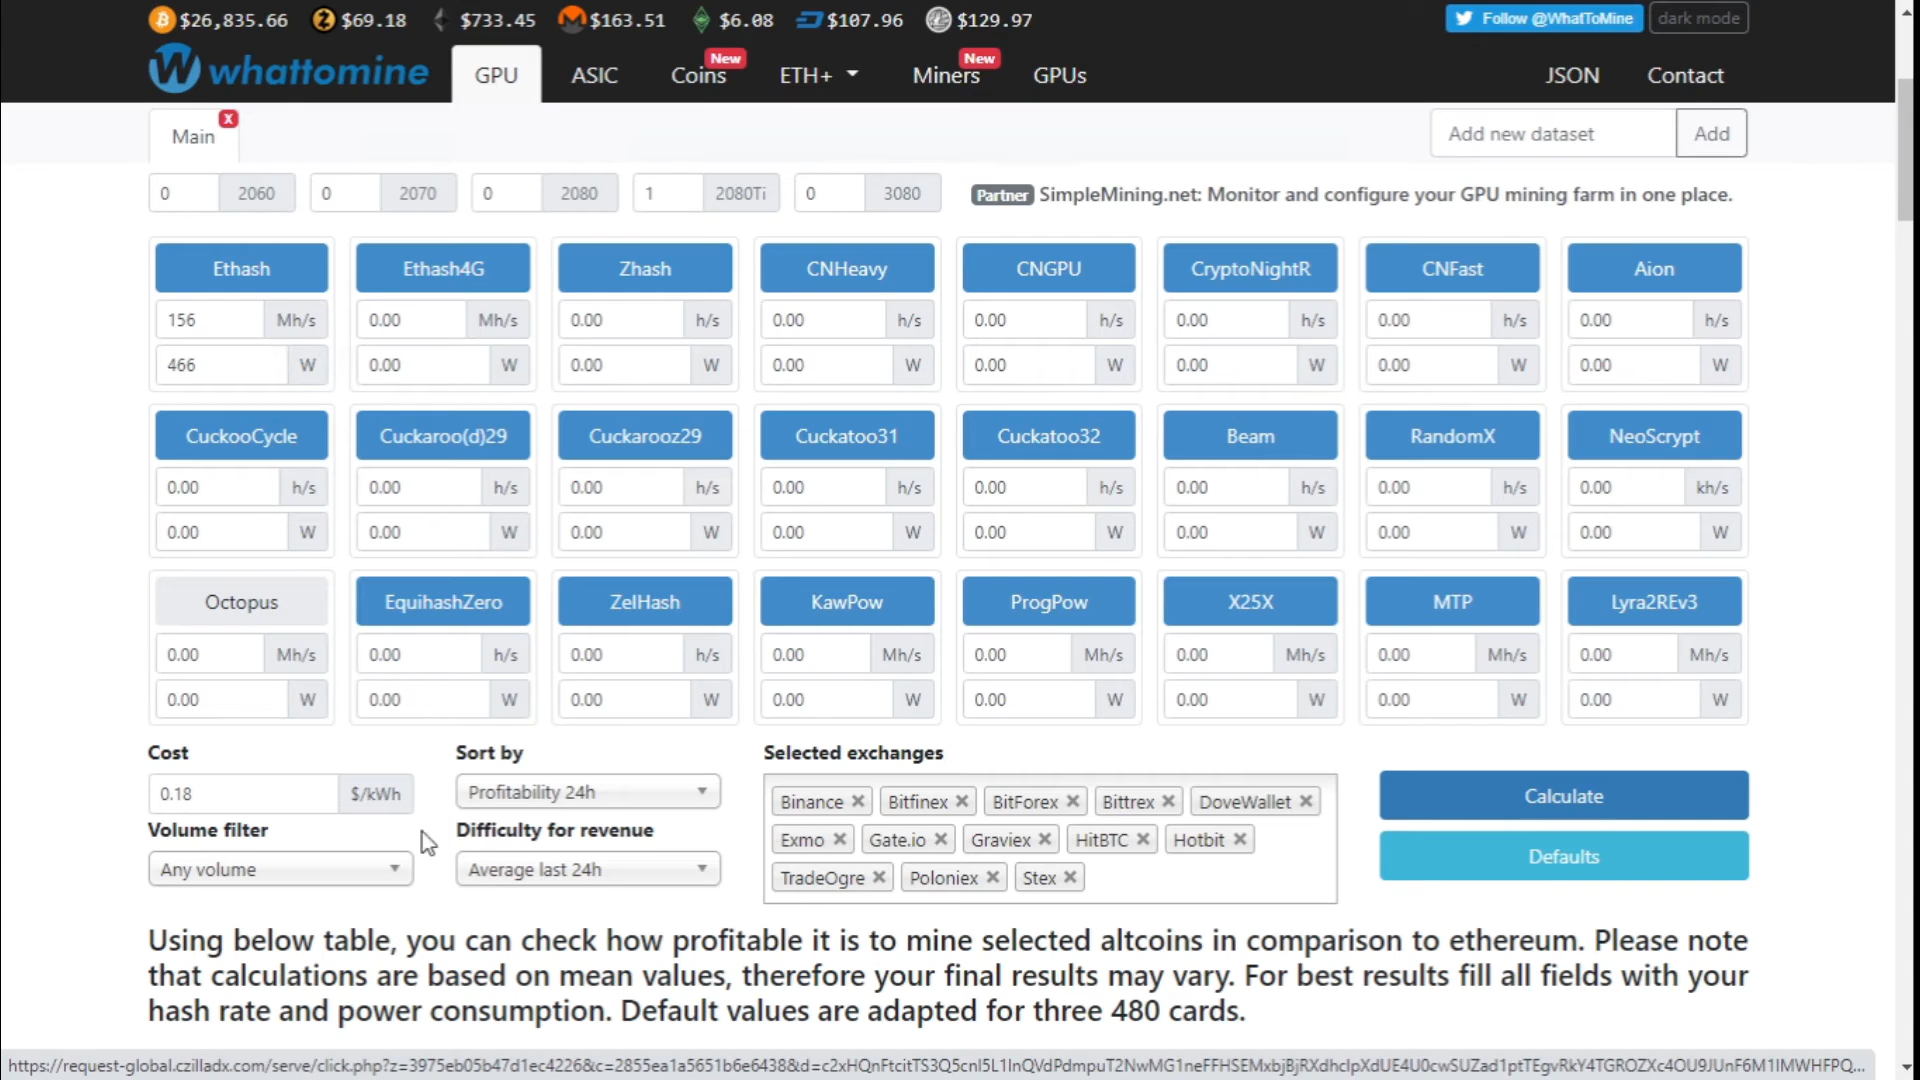 $26,835.66 $69.18 $733.45 $163.51 $6.08 $107.96 $129.97 Follow @WhatToMine dark mode
whattomine GPU ASIC Coins New ETH+ Miners New GPUs JSON Contact
Main x Add new dataset Add
0 2060 0 2070 0 2080 1 2080Ti 0 3080 Partner SimpleMining.net: Monitor and configure your GPU mining farm in one place.
Ethash Ethash4G Zhash CNHeavy CNGPU CryptoNightR CNFast Aion
156 Mh/s 0.00 Mh/s 0.00 h/s 0.00 h/s 0.00 h/s 0.00 h/s 0.00 h/s 0.00 h/s
466 W 0.00 W 0.00 W 0.00 W 0.00 W 0.00 W 0.00 W 0.00 W
CuckooCycle Cuckaroo(d)29 Cuckarooz29 Cuckatoo31 Cuckatoo32 Beam RandomX NeoScrypt
0.00 h/s 0.00 h/s 0.00 h/s 0.00 h/s 0.00 h/s 0.00 h/s 0.00 h/s 0.00 kh/s
0.00 W 0.00 W 0.00 W 0.00 W 0.00 W 0.00 W 0.00 W 0.00 W
Octopus EquihashZero ZelHash KawPow ProgPow X25X MTP Lyra2REv3
0.00 Mh/s 0.00 h/s 0.00 h/s 0.00 Mh/s 0.00 Mh/s 0.00 Mh/s 0.00 Mh/s 0.00 Mh/s
0.00 W 0.00 W 0.00 W 0.00 W 0.00 W 0.00 W 0.00 W 0.00 W
Cost Sort by Selected exchanges
0.18 $/kWh Profitability 24h Binance Bitfinex BitForex Bittrex DoveWallet Calculate
Volume filter Difficulty for revenue Exmo Gate.io Graviex HitBTC Hotbit Defaults
Any volume Average last 24h TradeOgre Poloniex Stex
Using below table, you can check how profitable it is to mine selected altcoins in comparison to ethereum. Please note
that calculations are based on mean values, therefore your final results may vary. For best results fill all fields with your
hash rate and power consumption. Default values are adapted for three 480 cards.